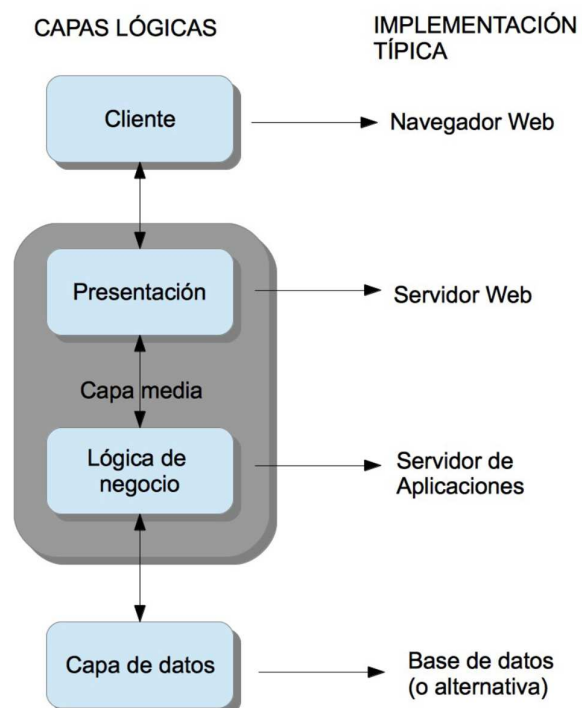 CAPAS LÓGICAS
IMPLEMENTACIÓN
TÍPICA
Cliente
Navegador Web
Presentación
Servidor Web
Capa media
Lógica de
negocio
Servidor de
Aplicaciones
Capa de datos
Base de datos
(o alternativa)